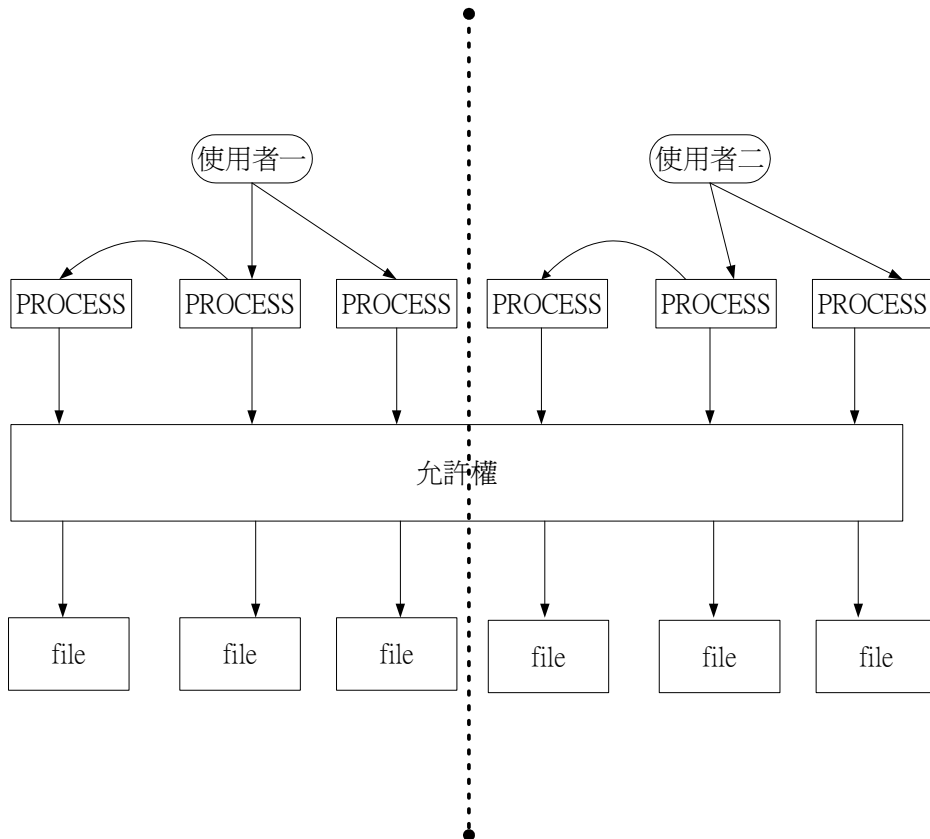 使用者一
使用者二
PROCESS
PROCESS
PROCESS
PROCESS
PROCESS
PROCESS
允許權
file
file
file
file
file
file